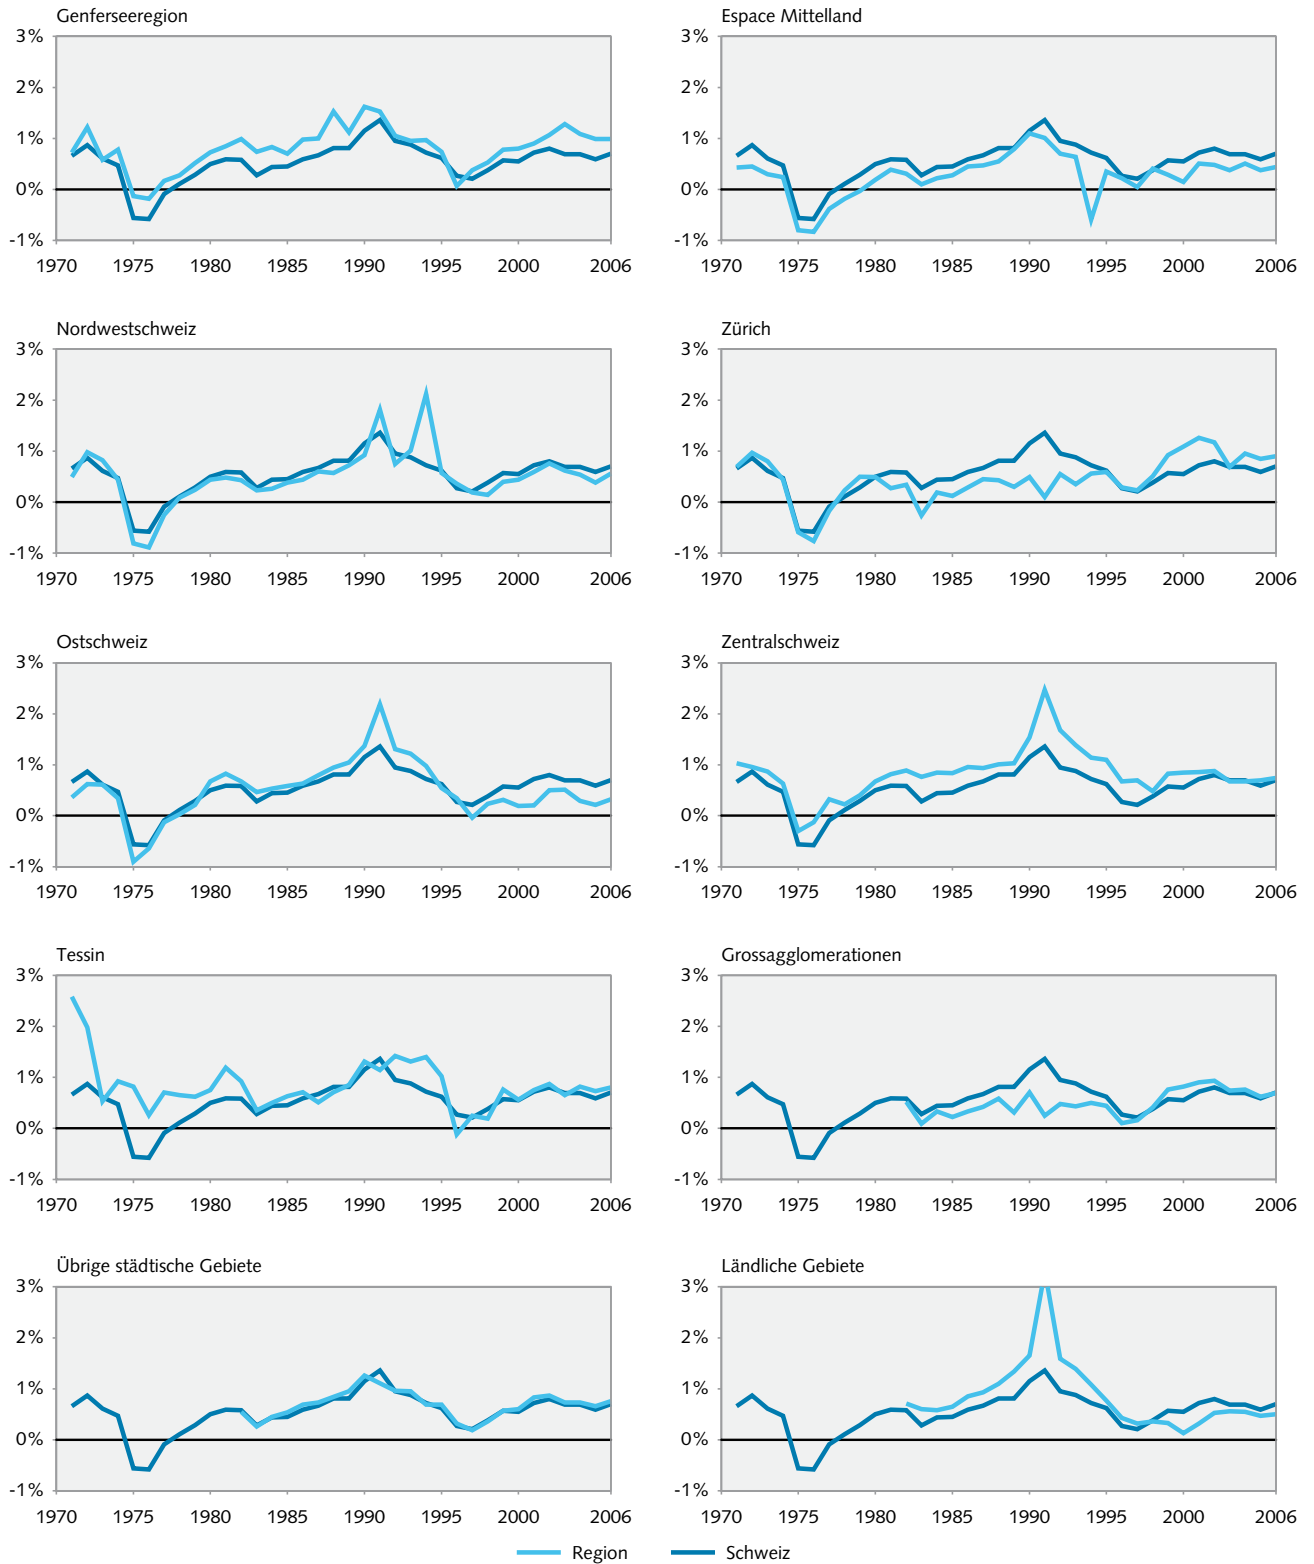 Genferseeregion
3%
2%
1%
0%
-1%
1970 1975 1980 1985 1990 1995 2000 2006
Espace Mittelland
3%
2%
1%
0%
-1%
1970 1975 1980 1985 1990 1995 2000 2006
Nordwestschweiz
3%
2%
1%
0%
-1%
1970 1975 1980 1985 1990 1995 2000 2006
Zürich
3%
2%
1%
0%
-1%
1970 1975 1980 1985 1990 1995 2000 2006
Ostschweiz
3%
2%
1%
0%
-1%
1970 1975 1980 1985 1990 1995 2000 2006
Zentralschweiz
3%
2%
1%
0%
-1%
1970 1975 1980 1985 1990 1995 2000 2006
Tessin
3%
2%
1%
0%
-1%
1970 1975 1980 1985 1990 1995 2000 2006
Grossagglomerationen
3%
2%
1%
0%
-1%
1970 1975 1980 1985 1990 1995 2000 2006
Übrige städtische Gebiete
3%
2%
1%
0%
-1%
1970 1975 1980 1985 1990 1995 2000 2006
Ländliche Gebiete
3%
2%
1%
0%
-1%
1970 1975 1980 1985 1990 1995 2000 2006
Region Schweiz